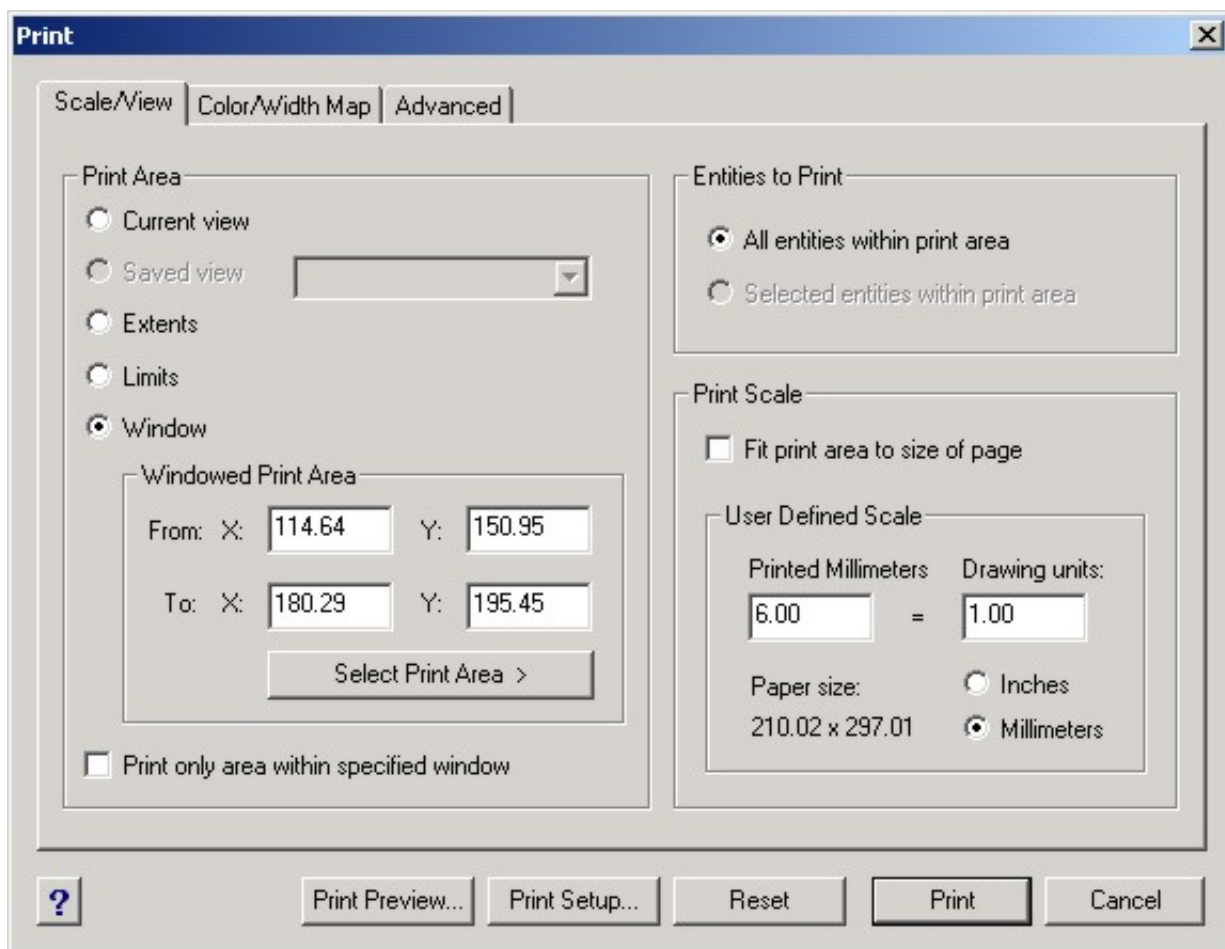 Print
Scale/View Color/Width Map Advanced
Print Area
Current view
Saved view
Extents
Limits
Window
Windowed Print Area
From: X: 114.64 Y: 150.95
To: X: 180.29 Y: 195.45
Select Print Area >
Print only area within specified window
Entities to Print
All entities within print area
Selected entities within print area
Print Scale
Fit print area to size of page
User Defined Scale
Printed Millimeters Drawing units:
6.00 = 1.00
Paper size: Inches
210.02 x 297.01 Millimeters
? Print Preview... Print Setup... Reset Print Cancel